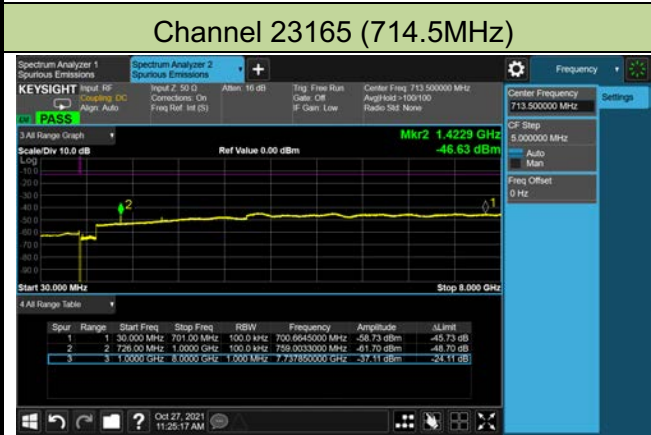 Channel 23165 (714.5MHz)
Spectrum Analyzer 1
Spurious Emissions
Spectrum Analyzer 2
Spurious Emissions
+
Frequency
KEYSIGHT
Input: RF
Coupling: DC
Align: Auto
Input Z: 50 Ω
Corrections: On
Freq Ref: Int (S)
Atten: 16 dB
Trig: Free Run
Gate: Off
IF Gain: Low
Center Freq: 713.500000 MHz
Avg|Hold:>100/100
Radio Std: None
PASS
Center Frequency
713.500000 MHz
Settings
CF Step
5.000000 MHz
Auto
Man
Freq Offset
0 Hz
3 All Range Graph
Mkr2 1.4229 GHz
Scale/Div 10.0 dB
Ref Value 0.00 dBm
-46.63 dBm
Log
-10.0
-20.0
-30.0
-40.0
-50.0
-60.0
-70.0
-80.0
-90.0
2
1
Start 30.000 MHz
Stop 8.000 GHz
4 All Range Table
Spur Range Start Freq Stop Freq RBW Frequency Amplitude ΔLimit
1 1 30.000 MHz 701.00 MHz 100.0 kHz 700.6645000 MHz -58.73 dBm -45.73 dB
2 2 726.00 MHz 1.0000 GHz 100.0 kHz 759.0033000 MHz -61.70 dBm -48.70 dB
3 3 1.0000 GHz 8.0000 GHz 1.000 MHz 7.737850000 GHz -37.11 dBm -24.11 dB
?
Oct 27, 2021
11:25:17 AM